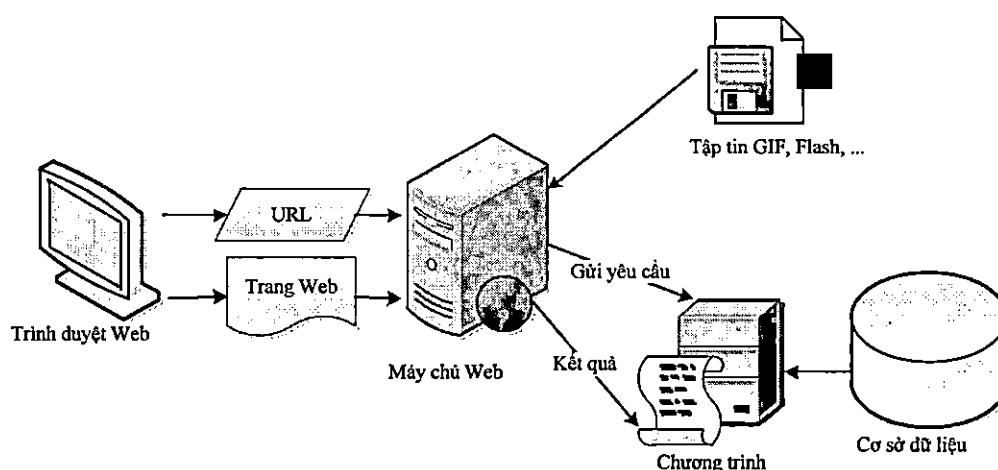 Tập tin GIF, Flash, ...
URL
Trang Web
Trình duyệt Web
Máy chủ Web
Gửi yêu cầu
Kết quả
Chương trình
Cơ sở dữ liệu